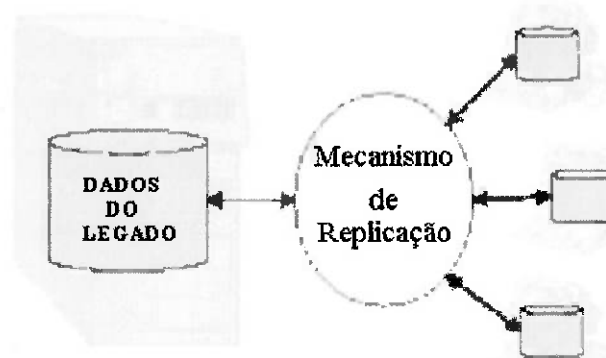 DADOS
DO
LEGADO
Mecanismo
de
Replicação